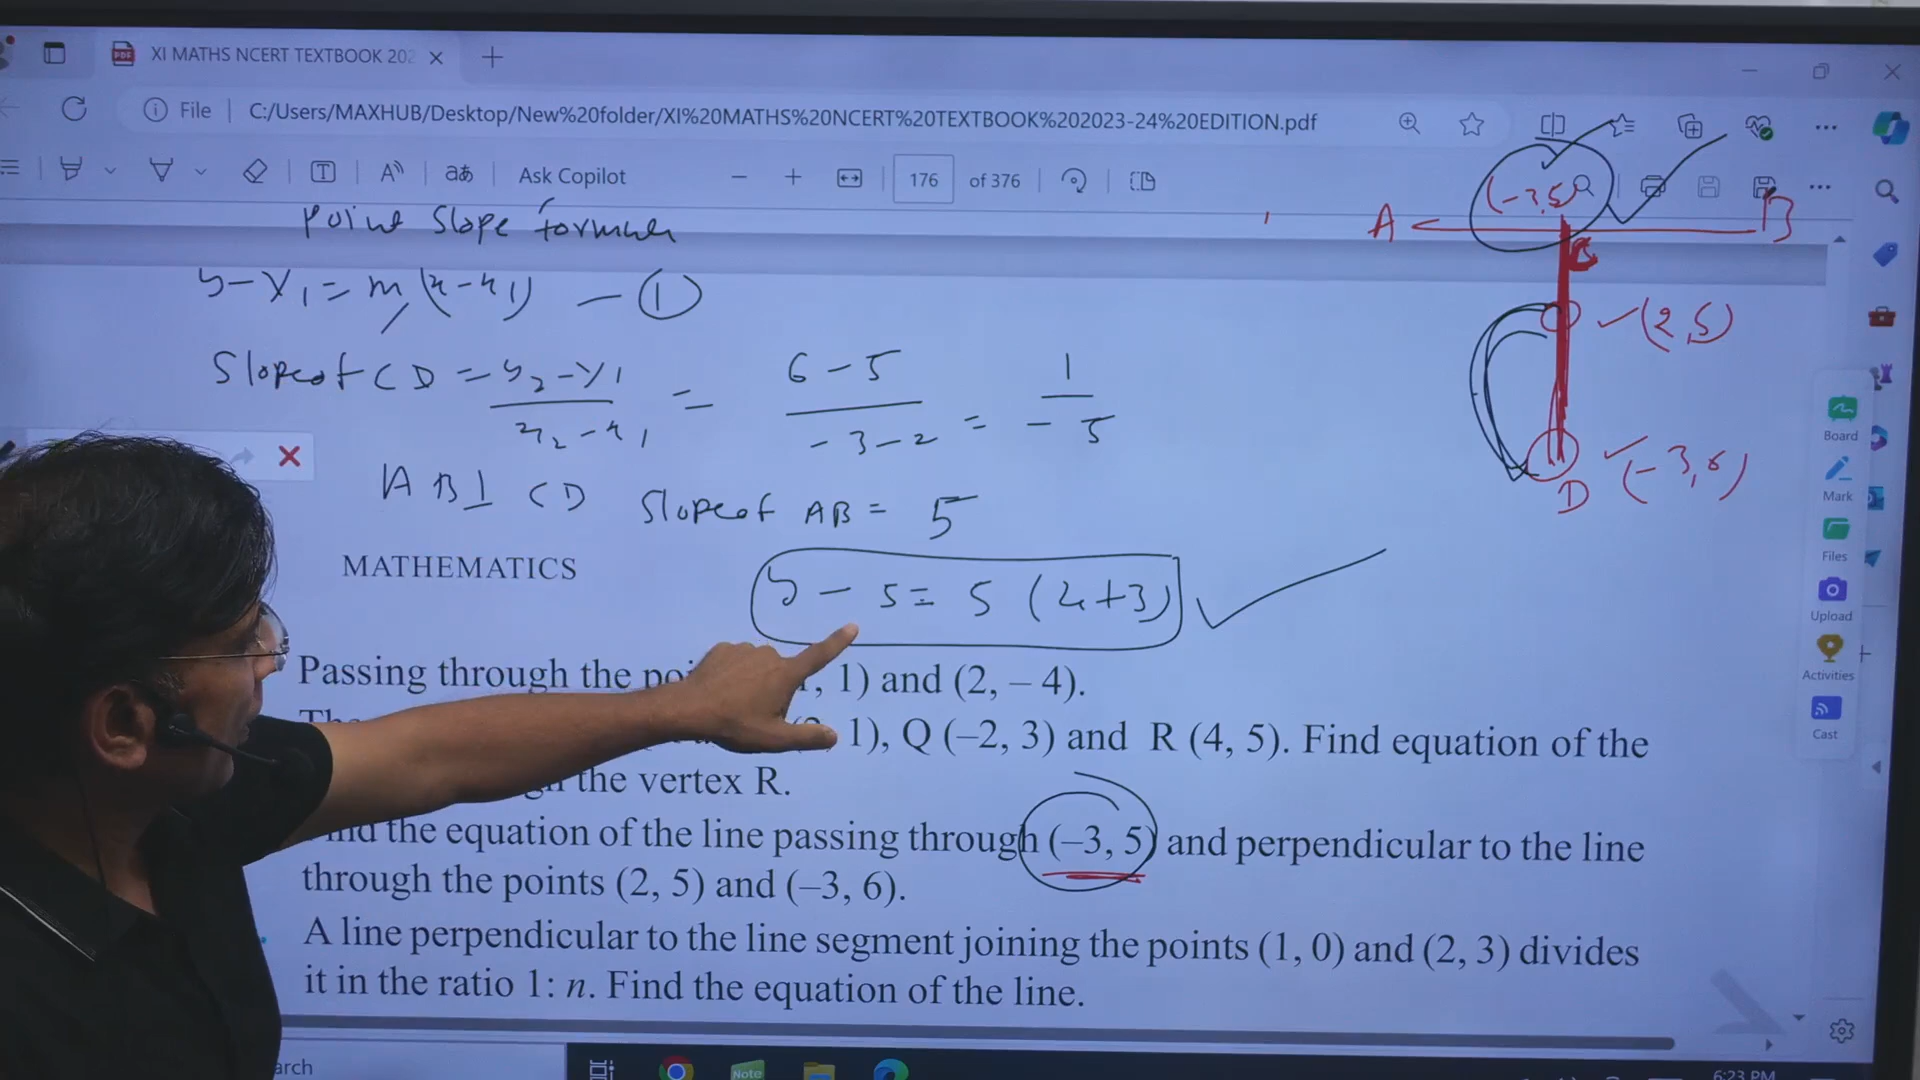 XI MATHS NCERT TEXTBOOK 202
File
C:/Users/MAXHUB/Desktop/New%20folder/XI%20MATHS%20NCERT%20TEXTBOOK%202023-24%20EDITION.pdf
Ask Copilot
176
of 376
Point Slope formula
(-3,5)
A
B
y-y₁ = m(x-x₁) — ①
(2,5)
Slope of CD = y₂-y₁ / x₂-x₁ = 6-5 / -3-2 = 1 / -5
AB⊥ CD Slope of AB = 5
D (-3,6)
Board
Mark
Files
Upload
Activities
Cast
MATHEMATICS
y - 5 = 5 (x+3)
Passing through the , 1) and (2, – 4).
1), Q (–2, 3) and R (4, 5). Find equation of the
the vertex R.
the equation of the line passing through (–3, 5) and perpendicular to the line
through the points (2, 5) and (–3, 6).
A line perpendicular to the line segment joining the points (1, 0) and (2, 3) divides
it in the ratio 1: n. Find the equation of the line.
arch
Note
6:23 PM